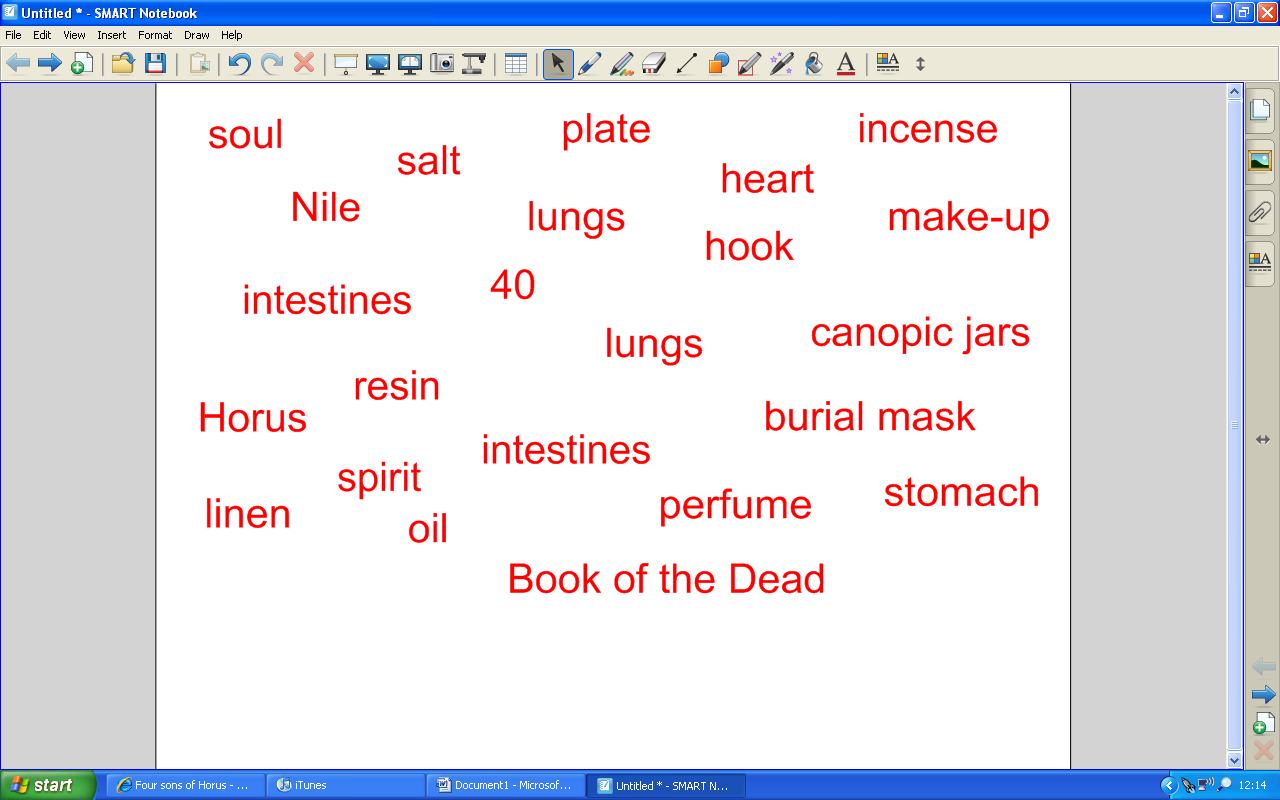 Untitled * - SMART Notebook
File Edit View Insert Format Draw Help
soul
plate
incense
salt
heart
Nile
lungs
make-up
hook
40
intestines
lungs
canopic jars
resin
Horus
burial mask
intestines
spirit
stomach
perfume
linen
oil
Book of the Dead
start
Four sons of Horus - ...
iTunes
Document1 - Microsof...
Untitled * - SMART N...
12:14